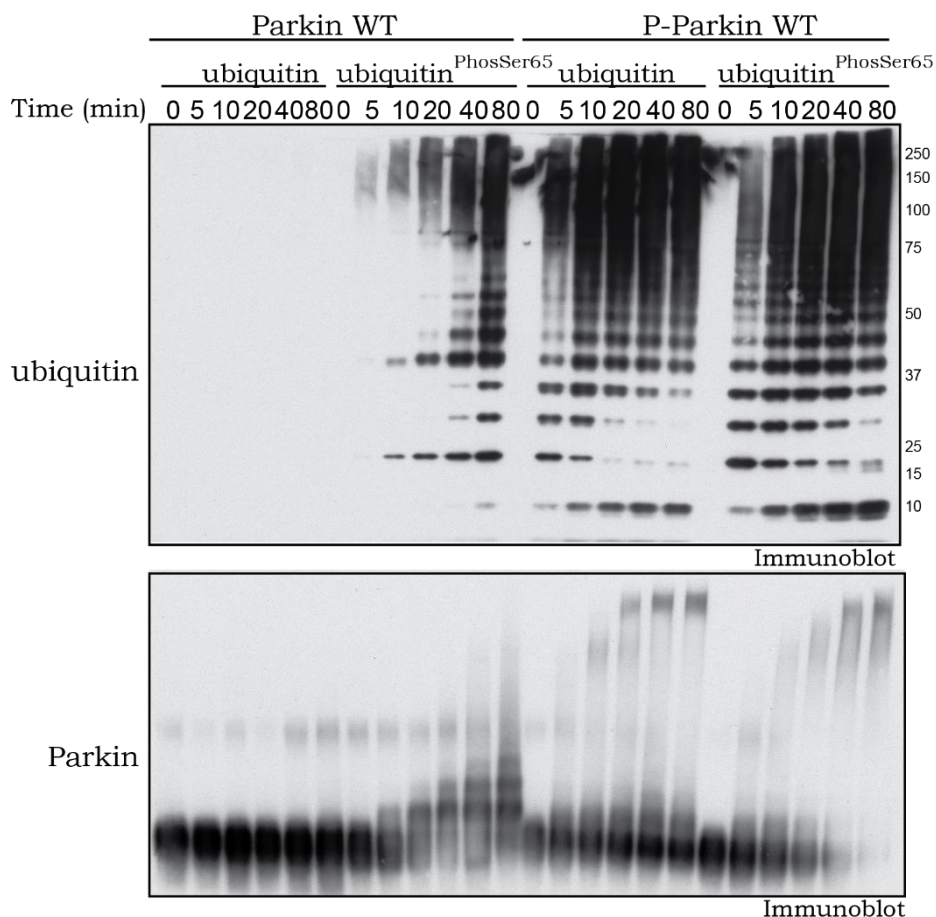 Parkin WT P-Parkin WT
ubiquitin ubiquitinPhosSer65 ubiquitin ubiquitinPhosSer65
Time (min) 0 5 10 20 40 80 0 5 10 20 40 80 0 5 10 20 40 80 0 5 10 20 40 80
250
150
100
75
50
ubiquitin
37
25
15
10
Immunoblot
Parkin
Immunoblot